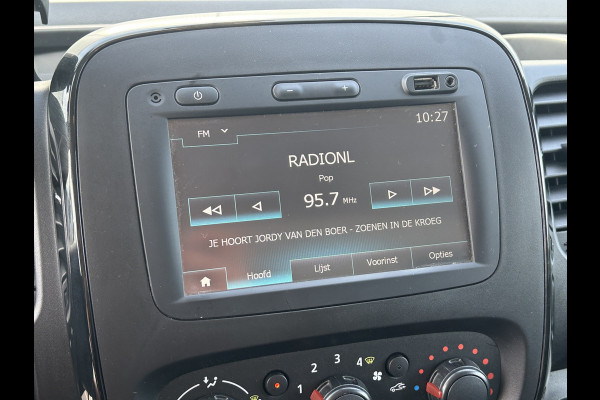 FM
10:27
RADIONL
Pop
95.7 MHz
JE HOORT JORDY VAN DEN BOER - ZOENEN IN DE KROEG
Hoofd Lijst Voorinst Opties
1 2 3 4